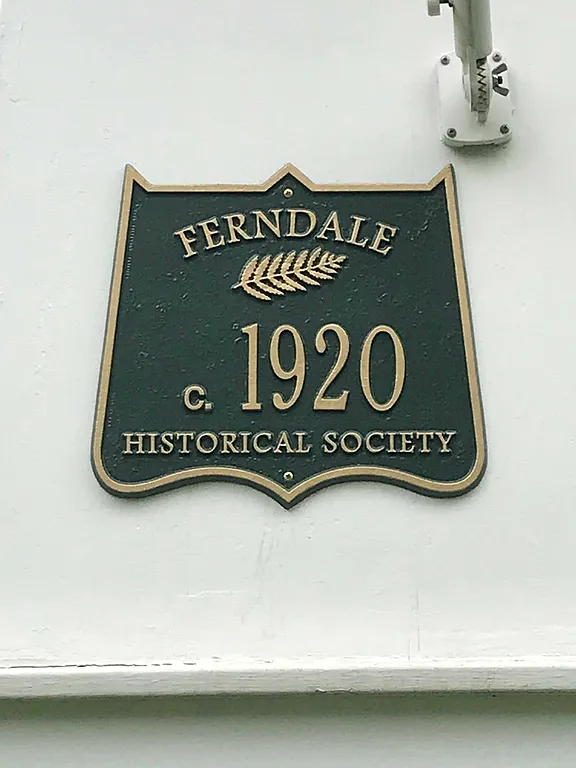 FERNDALE
c. 1920
HISTORICAL SOCIETY